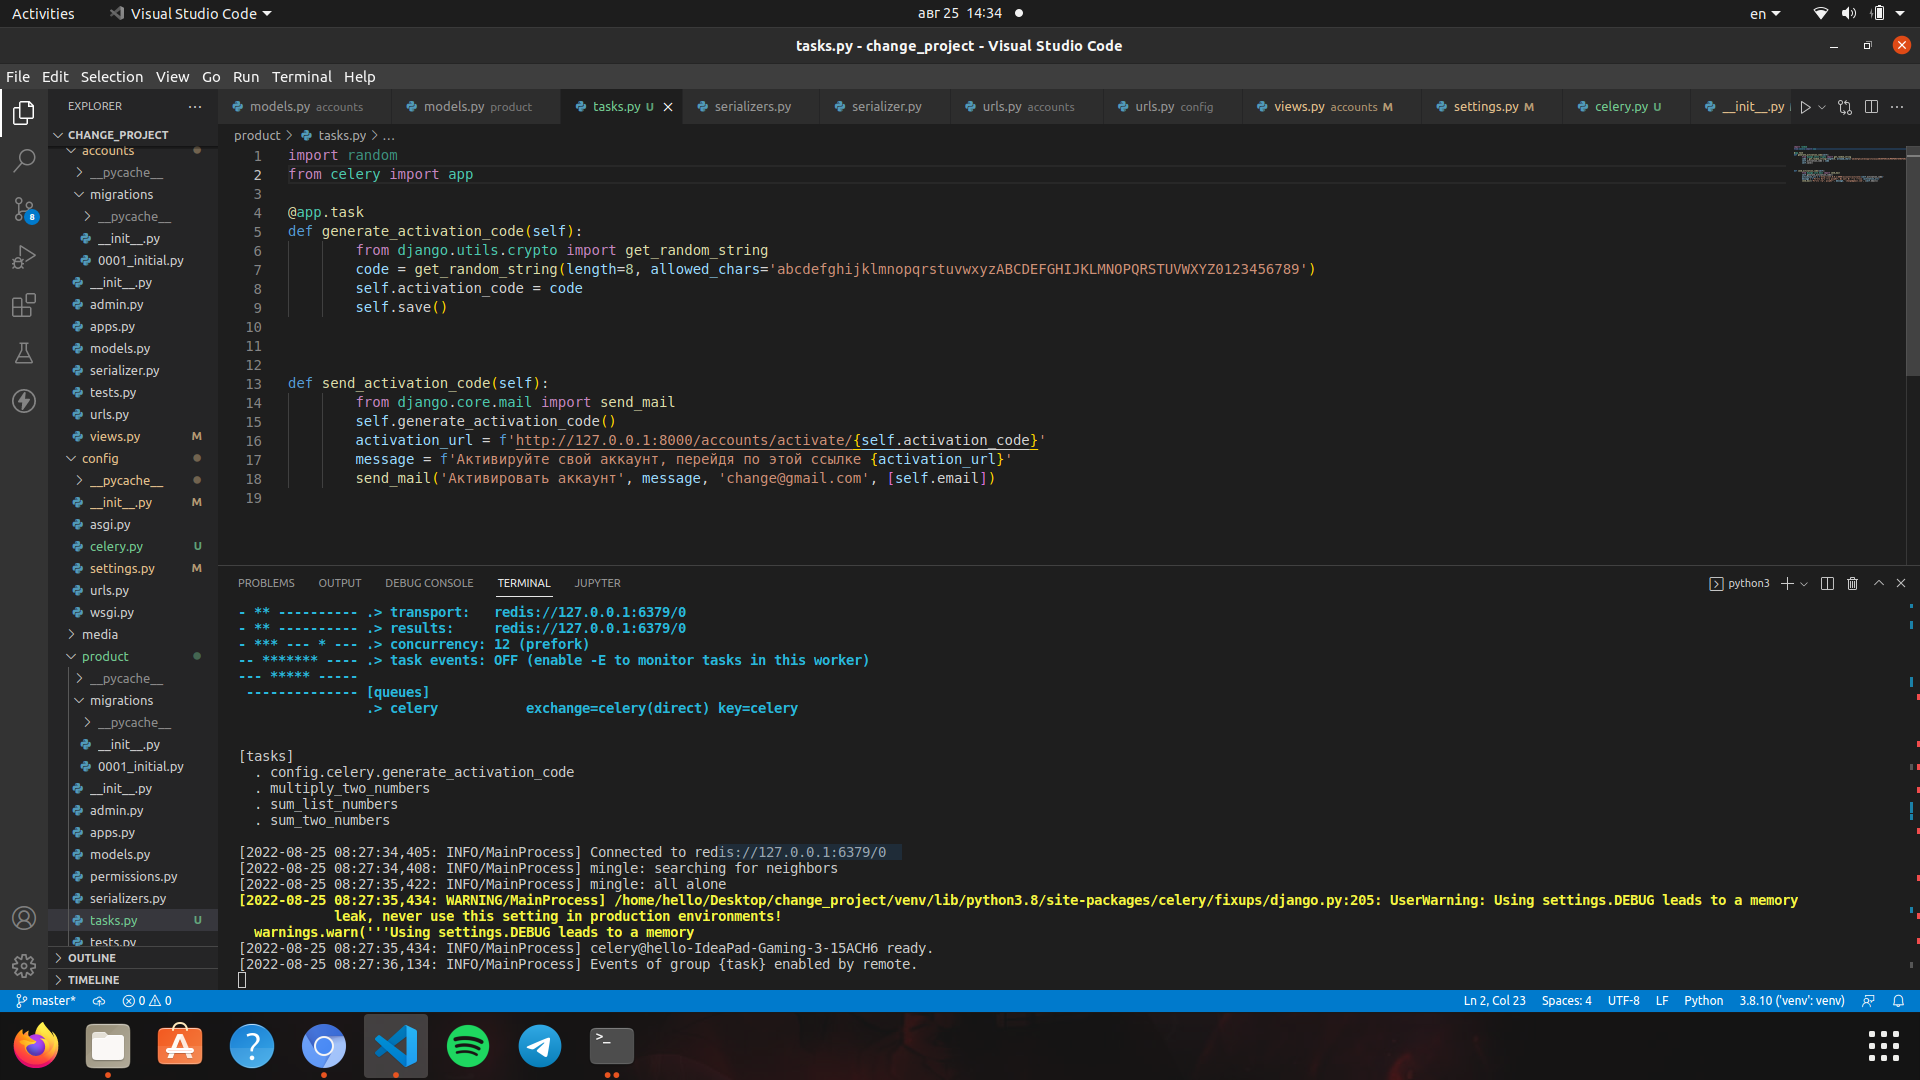 Activities
Visual Studio Code
авг 25 14:34
en
tasks.py - change_project - Visual Studio Code
File Edit Selection View Go Run Terminal Help
EXPLORER
models.py accounts
models.py product
tasks.py U
serializers.py
serializer.py
urls.py accounts
urls.py config
views.py accounts M
settings.py M
celery.py U
__init__.py
CHANGE_PROJECT
product > tasks.py > ...
accounts
__pycache__
migrations
__pycache__
__init__.py
0001_initial.py
__init__.py
admin.py
apps.py
models.py
serializer.py
tests.py
urls.py
views.py M
config
__pycache__
__init__.py M
asgi.py
celery.py U
settings.py M
urls.py
wsgi.py
media
product
__pycache__
migrations
__pycache__
__init__.py
0001_initial.py
__init__.py
admin.py
apps.py
models.py
permissions.py
serializers.py
tasks.py U
tests.py
OUTLINE
TIMELINE
8
1 import random
2 from celery import app
3
4 @app.task
5 def generate_activation_code(self):
6 from django.utils.crypto import get_random_string
7 code = get_random_string(length=8, allowed_chars='abcdefghijklmnopqrstuvwxyzABCDEFGHIJKLMNOPQRSTUVWXYZ0123456789')
8 self.activation_code = code
9 self.save()
10
11
12
13 def send_activation_code(self):
14 from django.core.mail import send_mail
15 self.generate_activation_code()
16 activation_url = f'http://127.0.0.1:8000/accounts/activate/{self.activation_code}'
17 message = f'Активируйте свой аккаунт, перейдя по этой ссылке {activation_url}'
18 send_mail('Активировать аккаунт', message, 'change@gmail.com', [self.email])
19
PROBLEMS OUTPUT DEBUG CONSOLE TERMINAL JUPYTER
python3
- ** ---------- .> transport:   redis://127.0.0.1:6379/0
- ** ---------- .> results:     redis://127.0.0.1:6379/0
- *** --- * --- .> concurrency: 12 (prefork)
-- ******* ---- .> task events: OFF (enable -E to monitor tasks in this worker)
--- ***** -----
-------------- [queues]
.> celery           exchange=celery(direct) key=celery
[tasks]
. config.celery.generate_activation_code
. multiply_two_numbers
. sum_list_numbers
. sum_two_numbers
[2022-08-25 08:27:34,405: INFO/MainProcess] Connected to redis://127.0.0.1:6379/0
[2022-08-25 08:27:34,408: INFO/MainProcess] mingle: searching for neighbors
[2022-08-25 08:27:35,422: INFO/MainProcess] mingle: all alone
[2022-08-25 08:27:35,434: WARNING/MainProcess] /home/hello/Desktop/change_project/venv/lib/python3.8/site-packages/celery/fixups/django.py:205: UserWarning: Using settings.DEBUG leads to a memory
leak, never use this setting in production environments!
warnings.warn('''Using settings.DEBUG leads to a memory
[2022-08-25 08:27:35,434: INFO/MainProcess] celery@hello-IdeaPad-Gaming-3-15ACH6 ready.
[2022-08-25 08:27:36,134: INFO/MainProcess] Events of group {task} enabled by remote.
master* 0 0
Ln 2, Col 23 Spaces: 4 UTF-8 LF Python 3.8.10 ('venv': venv)